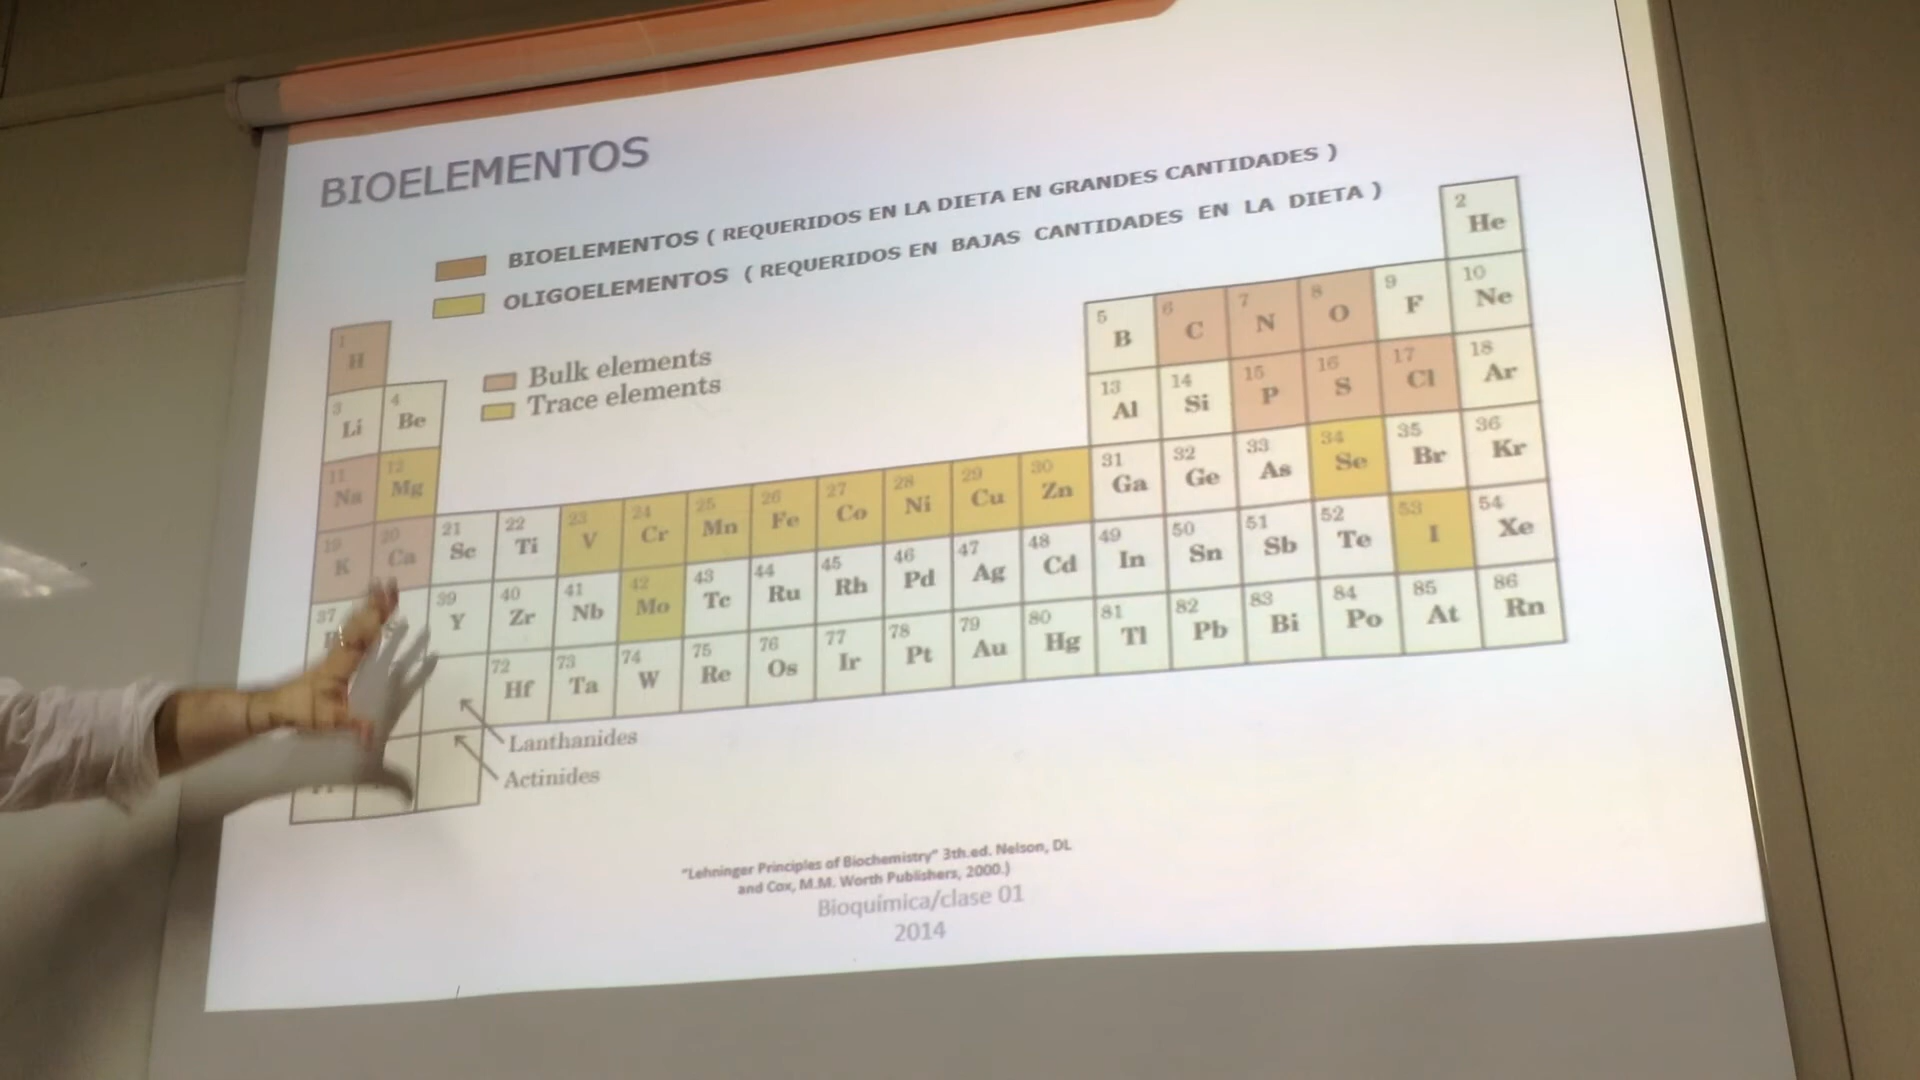 BIOELEMENTOS
BIOELEMENTOS ( REQUERIDOS EN LA DIETA EN GRANDES CANTIDADES )
OLIGOELEMENTOS ( REQUERIDOS EN BAJAS CANTIDADES EN LA DIETA )
Bulk elements
Trace elements
1 H 2 He
3 Li 4 Be 5 B 6 C 7 N 8 O 9 F 10 Ne
11 Na 12 Mg 13 Al 14 Si 15 P 16 S 17 Cl 18 Ar
19 K 20 Ca 21 Sc 22 Ti 23 V 24 Cr 25 Mn 26 Fe 27 Co 28 Ni 29 Cu 30 Zn 31 Ga 32 Ge 33 As 34 Se 35 Br 36 Kr
37 39 Y 40 Zr 41 Nb 42 Mo 43 Tc 44 Ru 45 Rh 46 Pd 47 Ag 48 Cd 49 In 50 Sn 51 Sb 52 Te 53 I 54 Xe
72 Hf 73 Ta 74 W 75 Re 76 Os 77 Ir 78 Pt 79 Au 80 Hg 81 Tl 82 Pb 83 Bi 84 Po 85 At 86 Rn
Lanthanides
Actinides
"Lehninger Principles of Biochemistry" 3th.ed. Nelson, DL
and Cox, M.M. Worth Publishers, 2000.)
Bioquímica/clase 01
2014